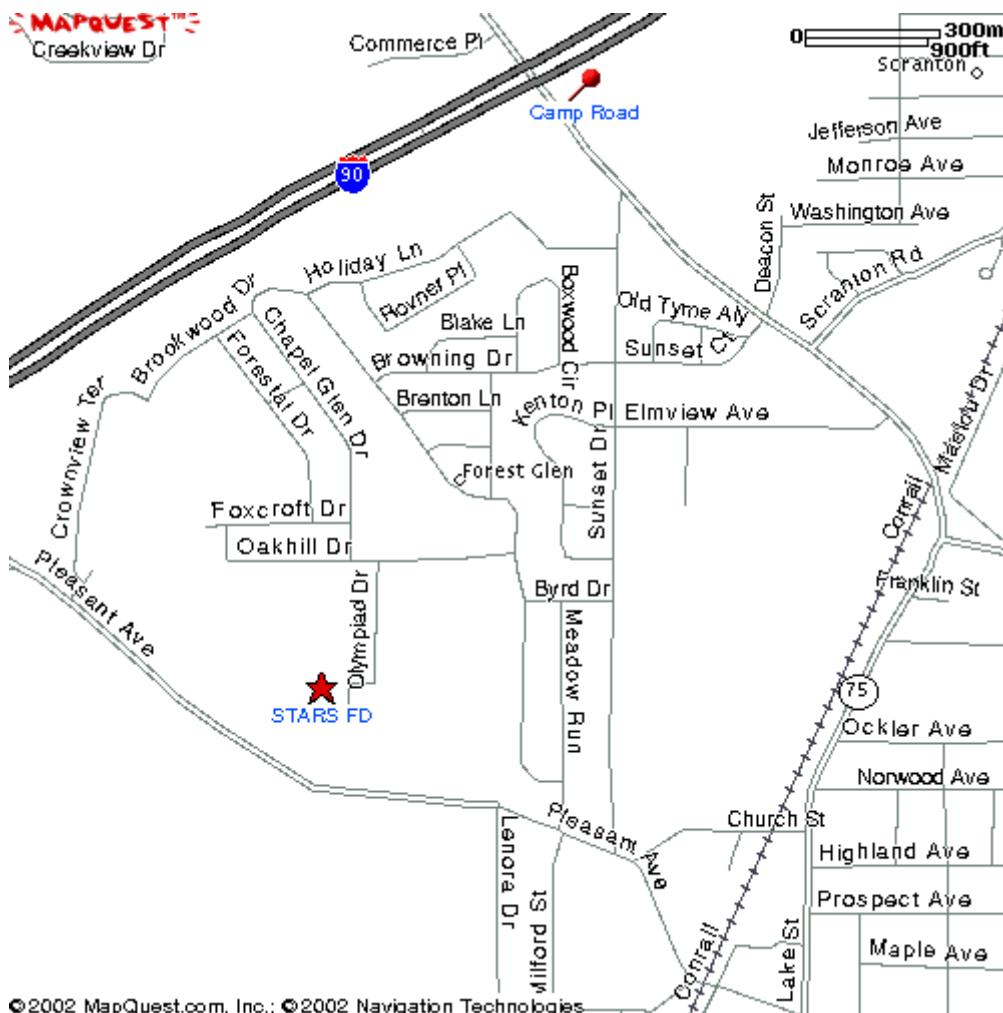 MAPQUEST™
Creekview Dr
Commerce Pl
0 300m
900ft
Scranton
Camp Road
Jefferson Ave
90
Monroe Ave
Washington Ave
Deacon St
Holiday Ln
Scranton Rd
Rovner Pl
Boxwood Cir
Old Tyme Aly
Brookwood Dr
Blake Ln
Chapel Glen Dr
Forestal Dr
Browning Dr
Sunset Ct
Crownview Ter
Brenton Ln
Kenton Pl
Elmview Ave
Forest Glen
Sunset Dr
Conrail
Foxcroft Dr
Oakhill Dr
Pleasant Ave
Byrd Dr
Franklin St
Olympiad Dr
Meadow Run
STARS FD
75
Ockler Ave
Norwood Ave
Pleasant Ave
Church St
Highland Ave
Lenora Dr
Milford St
Prospect Ave
Lake St
Maple Ave
Conrail
©2002 MapQuest.com, Inc.; ©2002 Navigation Technologies